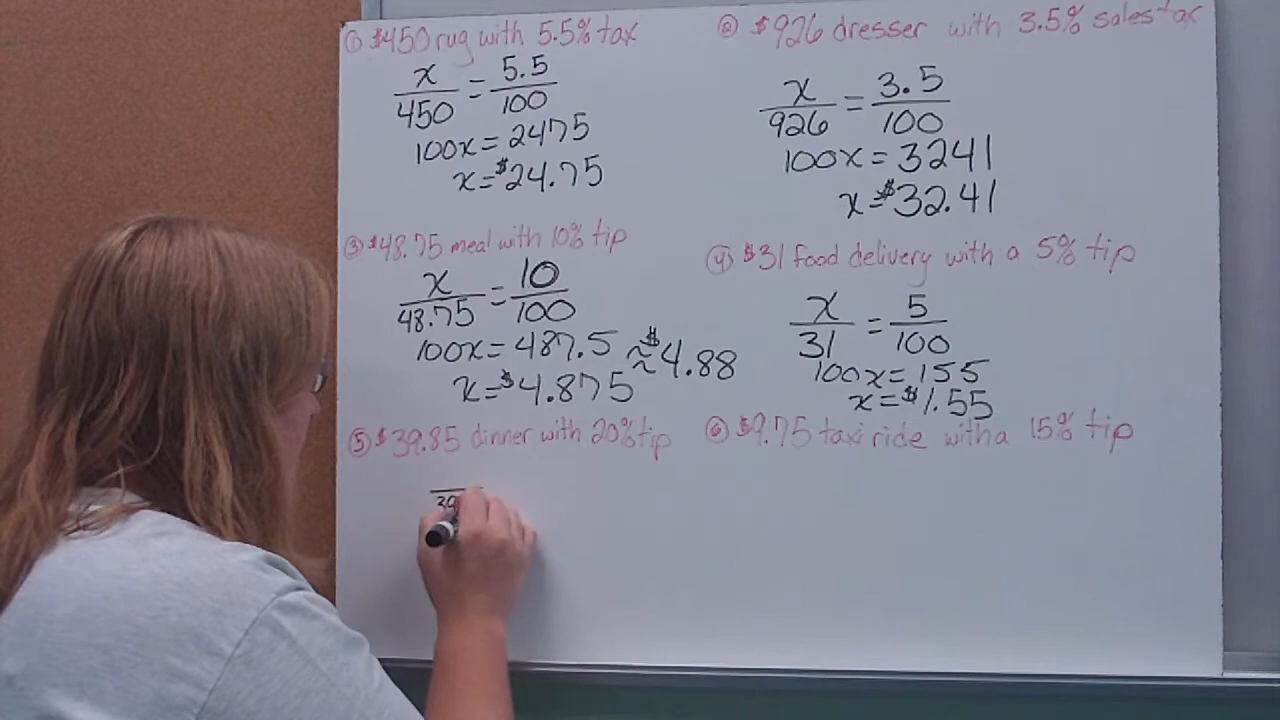 ① $450 rug with 5.5% tax
x/450 = 5.5/100
100x = 2475
x = $24.75
② $926 dresser with 3.5% sales tax
x/926 = 3.5/100
100x = 3241
x = $32.41
③ $48.75 meal with 10% tip
x/48.75 = 10/100
100x = 487.5
x = $4.875 ≈ $4.88
④ $31 food delivery with a 5% tip
x/31 = 5/100
100x = 155
x = $1.55
⑤ $39.85 dinner with 20% tip
⑥ $9.75 taxi ride with a 15% tip